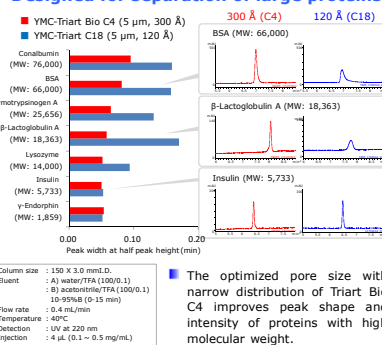 Designed for separation of large proteins
YMC-Triart Bio C4 (5 µm, 300 Å)
YMC-Triart C18 (5 µm, 120 Å)
300 Å (C4)
120 Å (C18)
Conalbumin
(MW: 76,000)
BSA
(MW: 66,000)
ymotrypsinogen A
(MW: 25,656)
β-Lactoglobulin A
(MW: 18,363)
Lysozyme
(MW: 14,000)
Insulin
(MW: 5,733)
γ-Endorphin
(MW: 1,859)
0.00
0.10
0.20
Peak width at half peak height(min)
BSA (MW: 66,000)
β-Lactoglobulin A (MW: 18,363)
Insulin (MW: 5,733)
Column size : 150 X 3.0 mmI.D.
Eluent : A) water/TFA (100/0.1)
B) acetonitrile/TFA (100/0.1)
10-95%B (0-15 min)
Flow rate : 0.4 mL/min
Temperature : 40°C
Detection : UV at 220 nm
Injection : 4 µL (0.1 ~ 0.5 mg/mL)
The optimized pore size with
narrow distribution of Triart Bio
C4 improves peak shape and
intensity of proteins with high
molecular weight.